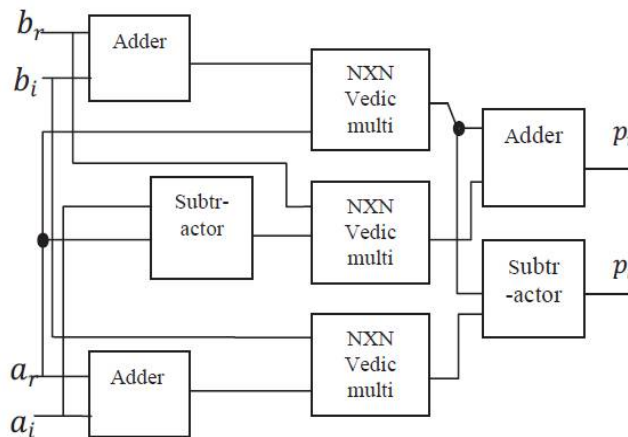 b_r
Adder
b_i
NXN
Vedic
multi
Adder
p
Subtr-
actor
NXN
Vedic
multi
Subtr
-actor
p
NXN
Vedic
multi
a_r
Adder
a_i